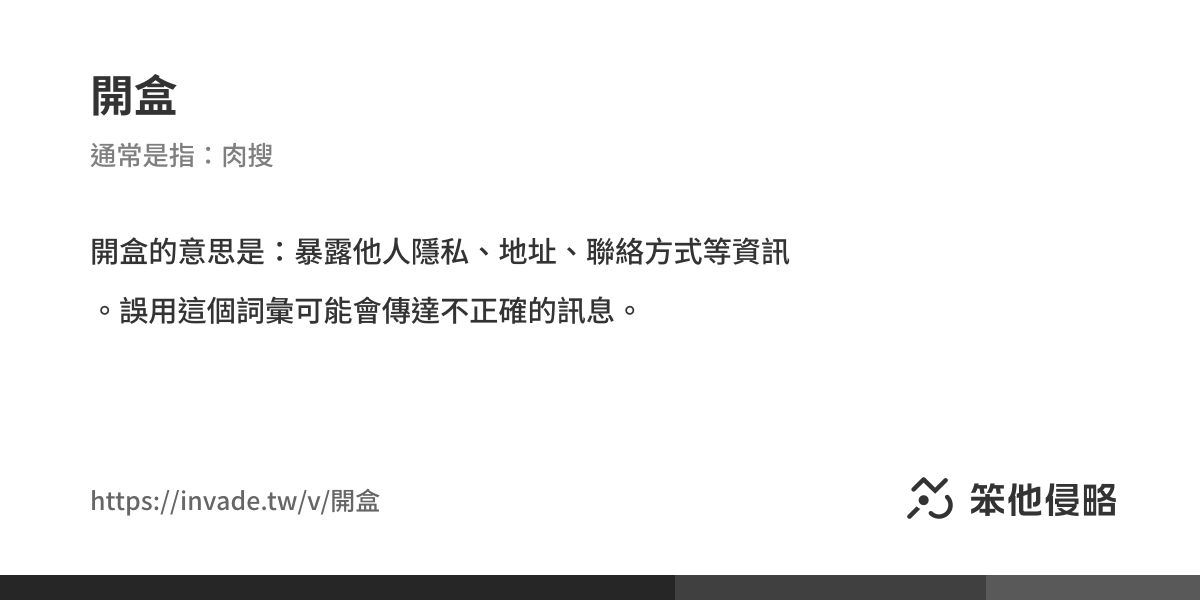 開盒
通常是指：肉搜
開盒的意思是：暴露他人隱私、地址、聯絡方式等資訊
。誤用這個詞彙可能會傳達不正確的訊息。
https://invade.tw/v/開盒
笨他侵略